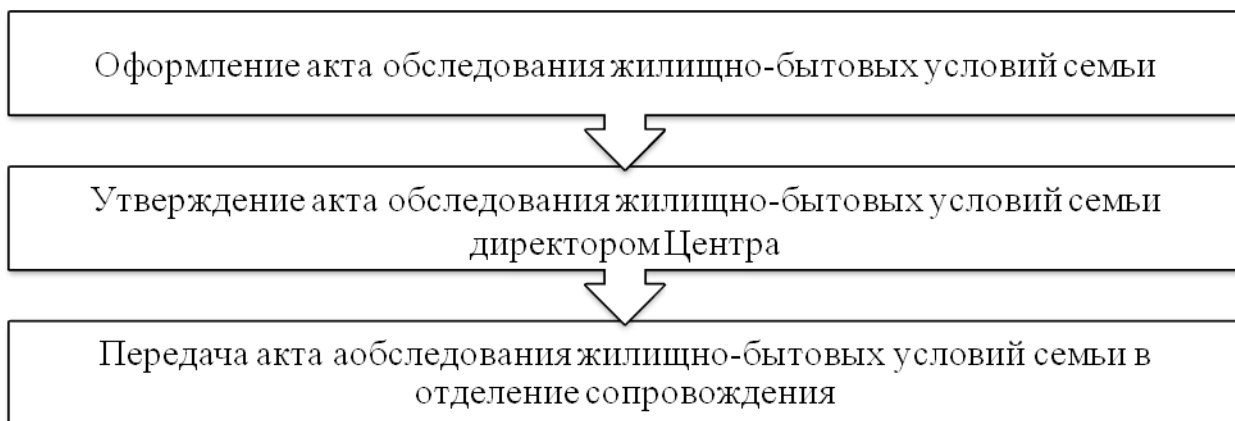 Оформление акта обследования жилищно-бытовых условий семьи
Утверждение акта обследования жилищно-бытовых условий семьи
директором Центра
Передача акта аобследования жилищно-бытовых условий семьи в
отделение сопровождения